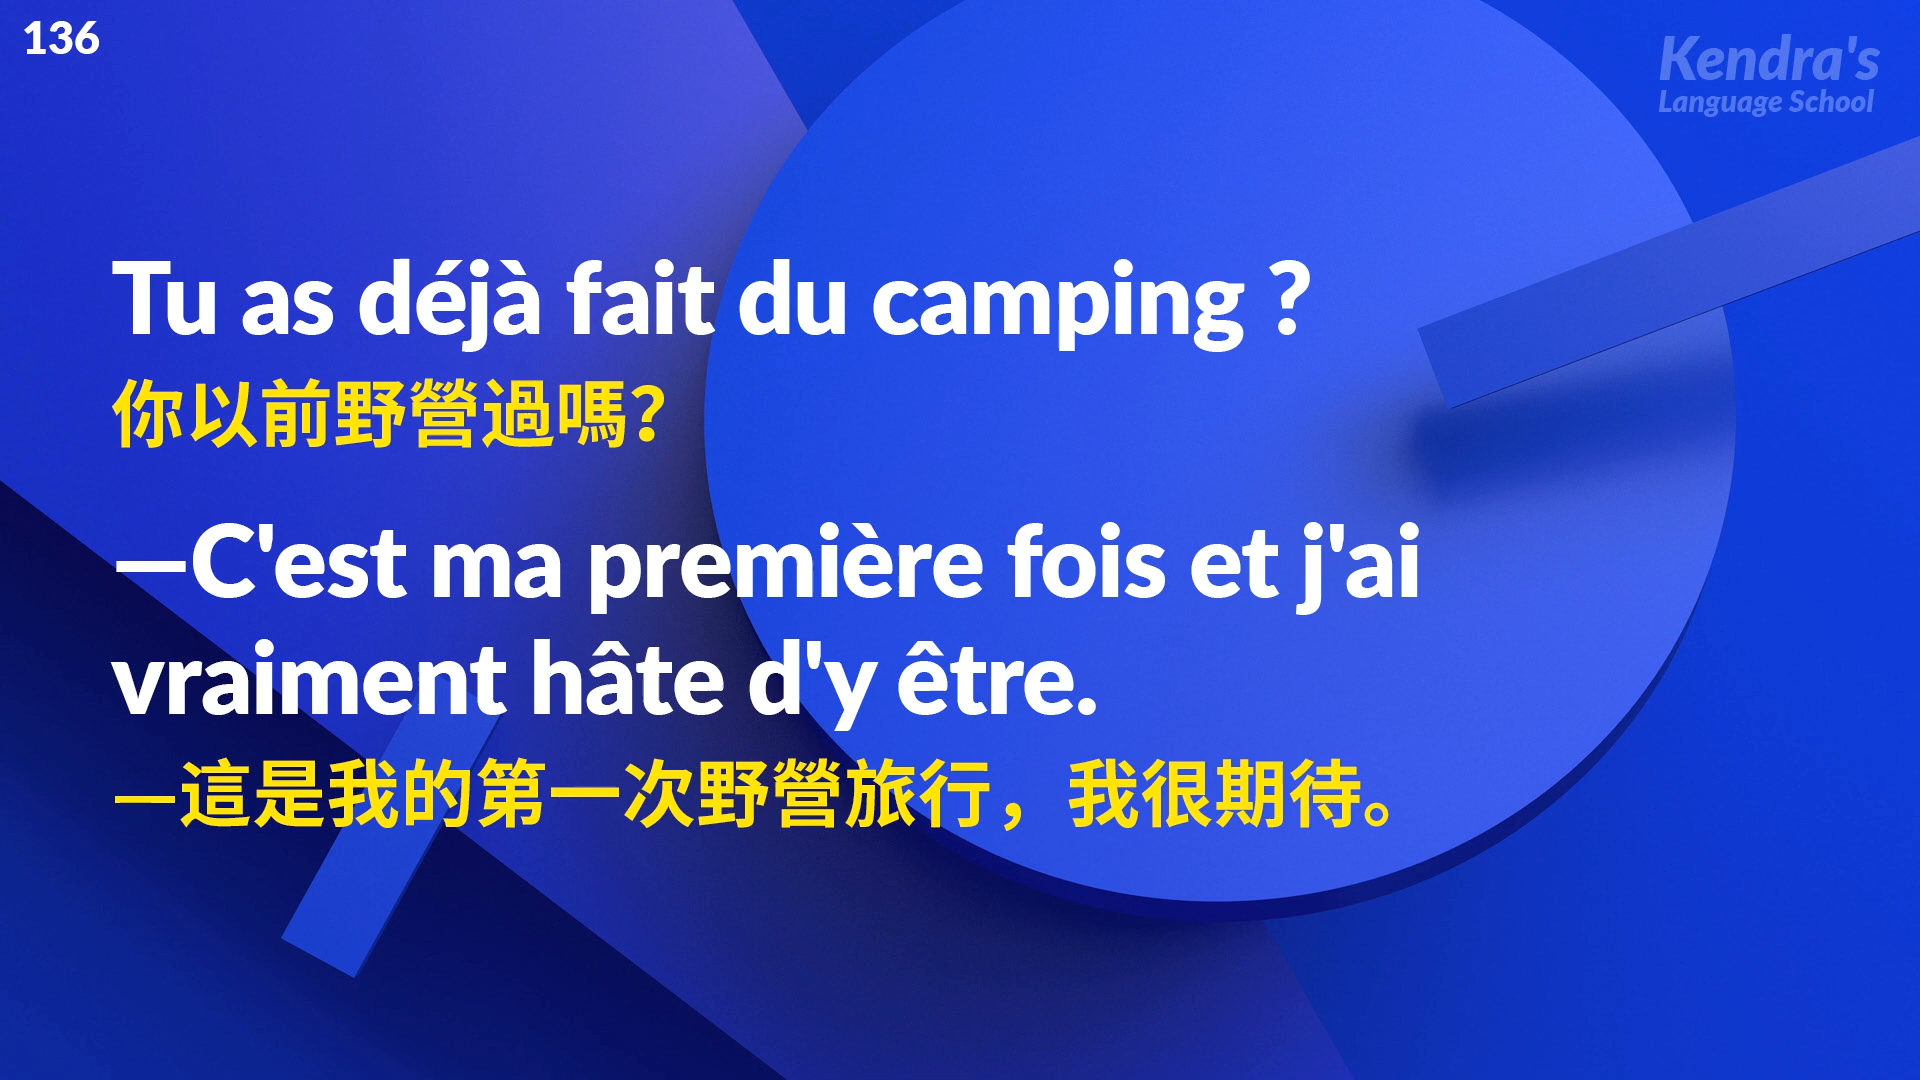 136
Kendra's
Language School
Tu as déjà fait du camping ?
你以前野營過嗎？
—C'est ma première fois et j'ai
vraiment hâte d'y être.
—這是我的第一次野營旅行，我很期待。